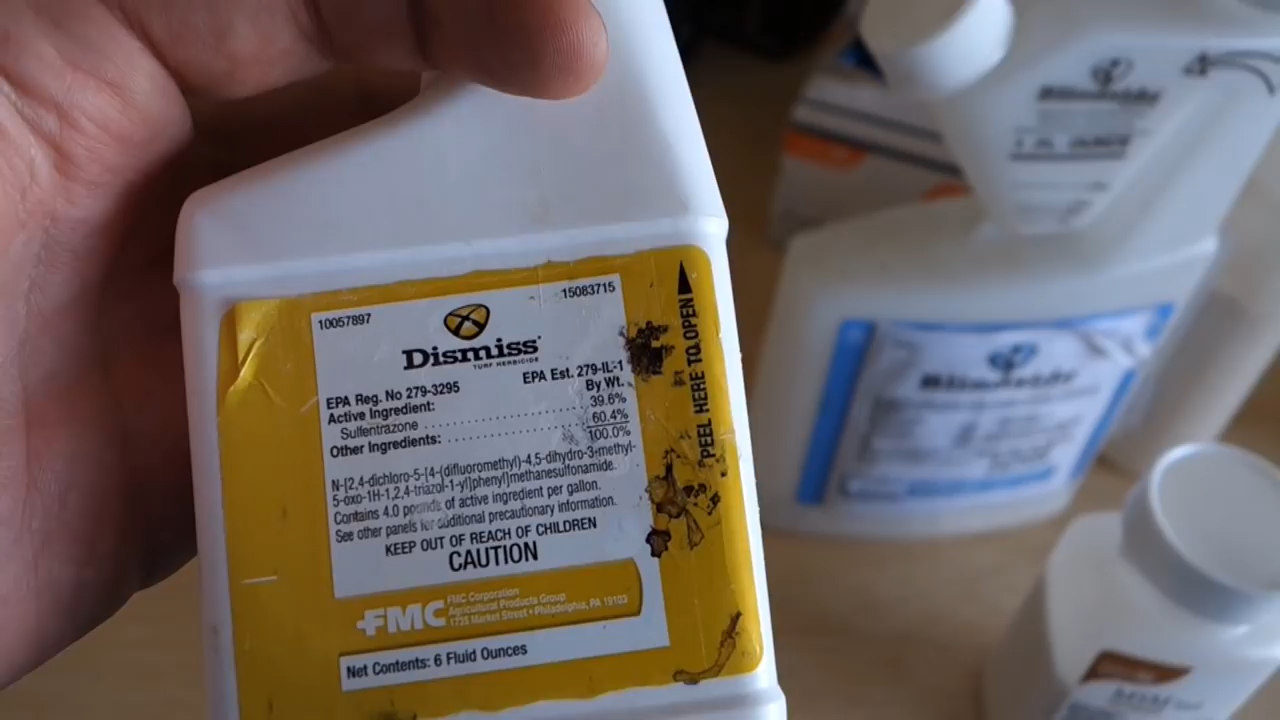 10057897
15083715
Dismiss
TURF HERBICIDE
EPA Reg. No 279-3295
EPA Est. 279-IL-1
Active Ingredient:
By Wt.
Sulfentrazone 39.6%
Other Ingredients: 60.4%
100.0%
N-[2,4-dichloro-5-[4-(difluoromethyl)-4,5-dihydro-3-methyl-
5-oxo-1H-1,2,4-triazol-1-yl]phenyl]methanesulfonamide.
Contains 4.0 pounds of active ingredient per gallon.
See other panels for additional precautionary information.
KEEP OUT OF REACH OF CHILDREN
CAUTION
FMC
FMC Corporation
Agricultural Products Group
1735 Market Street • Philadelphia, PA 19103
Net Contents: 6 Fluid Ounces
PEEL HERE TO OPEN
MSM